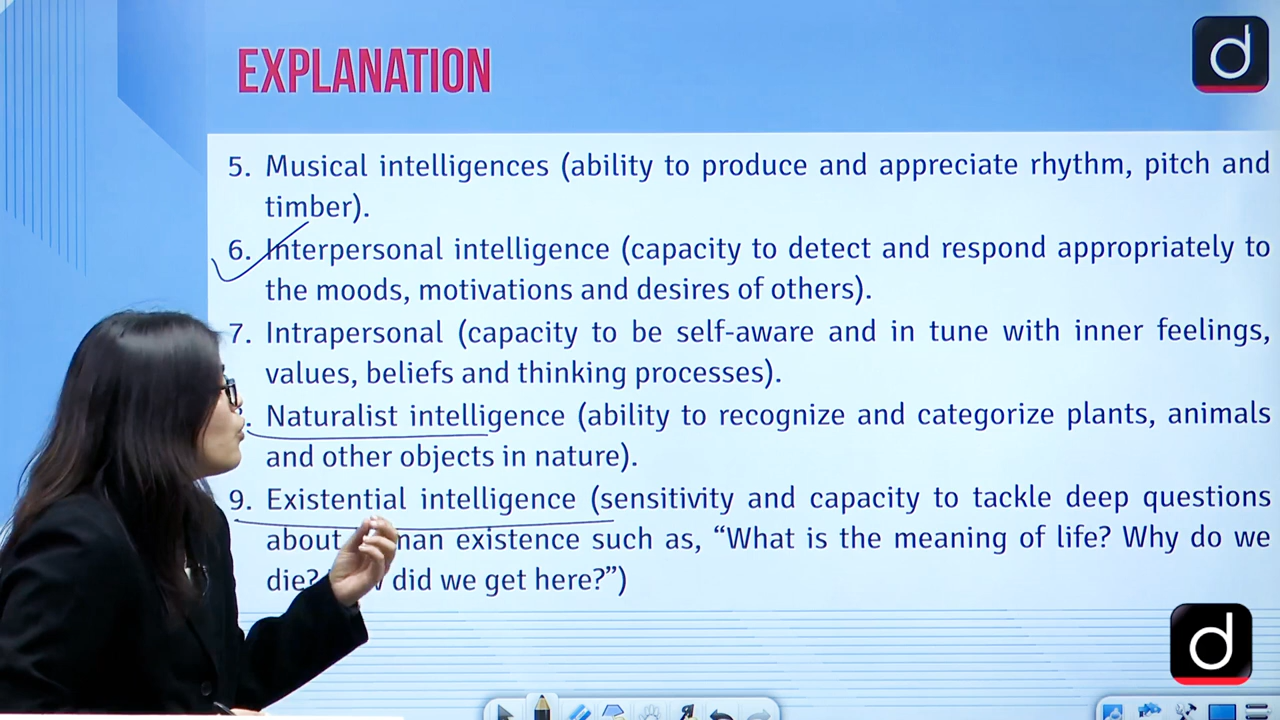 EXPLANATION
d
5. Musical intelligences (ability to produce and appreciate rhythm, pitch and
timber).
6. Interpersonal intelligence (capacity to detect and respond appropriately to
the moods, motivations and desires of others).
7. Intrapersonal (capacity to be self-aware and in tune with inner feelings,
values, beliefs and thinking processes).
Naturalist intelligence (ability to recognize and categorize plants, animals
and other objects in nature).
9. Existential intelligence (sensitivity and capacity to tackle deep questions
about existence such as, “What is the meaning of life? Why do we
die? did we get here?”)
d